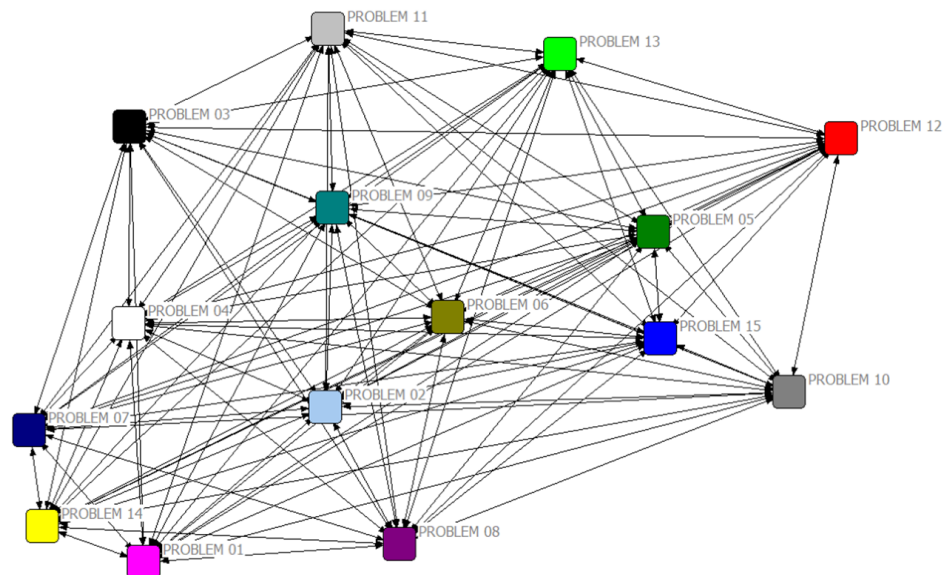 PROBLEM 11
PROBLEM 13
PROBLEM 03
PROBLEM 12
PROBLEM 09
PROBLEM 05
PROBLEM 04
PROBLEM 06
PROBLEM 15
PROBLEM 10
PROBLEM 02
PROBLEM 07
PROBLEM 14
PROBLEM 08
PROBLEM 01